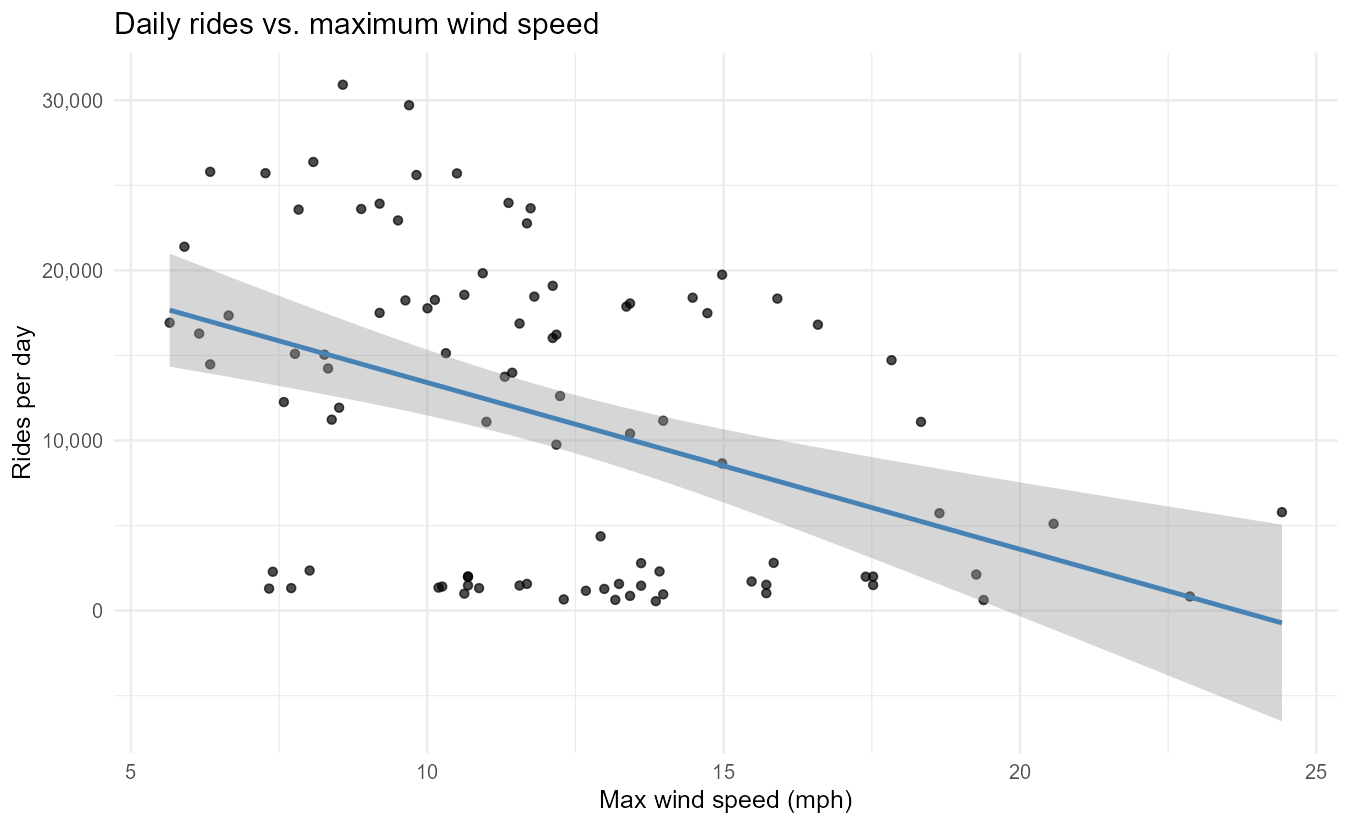 Daily rides vs. maximum wind speed
30,000
20,000
10,000
0
Rides per day
5 10 15 20 25
Max wind speed (mph)